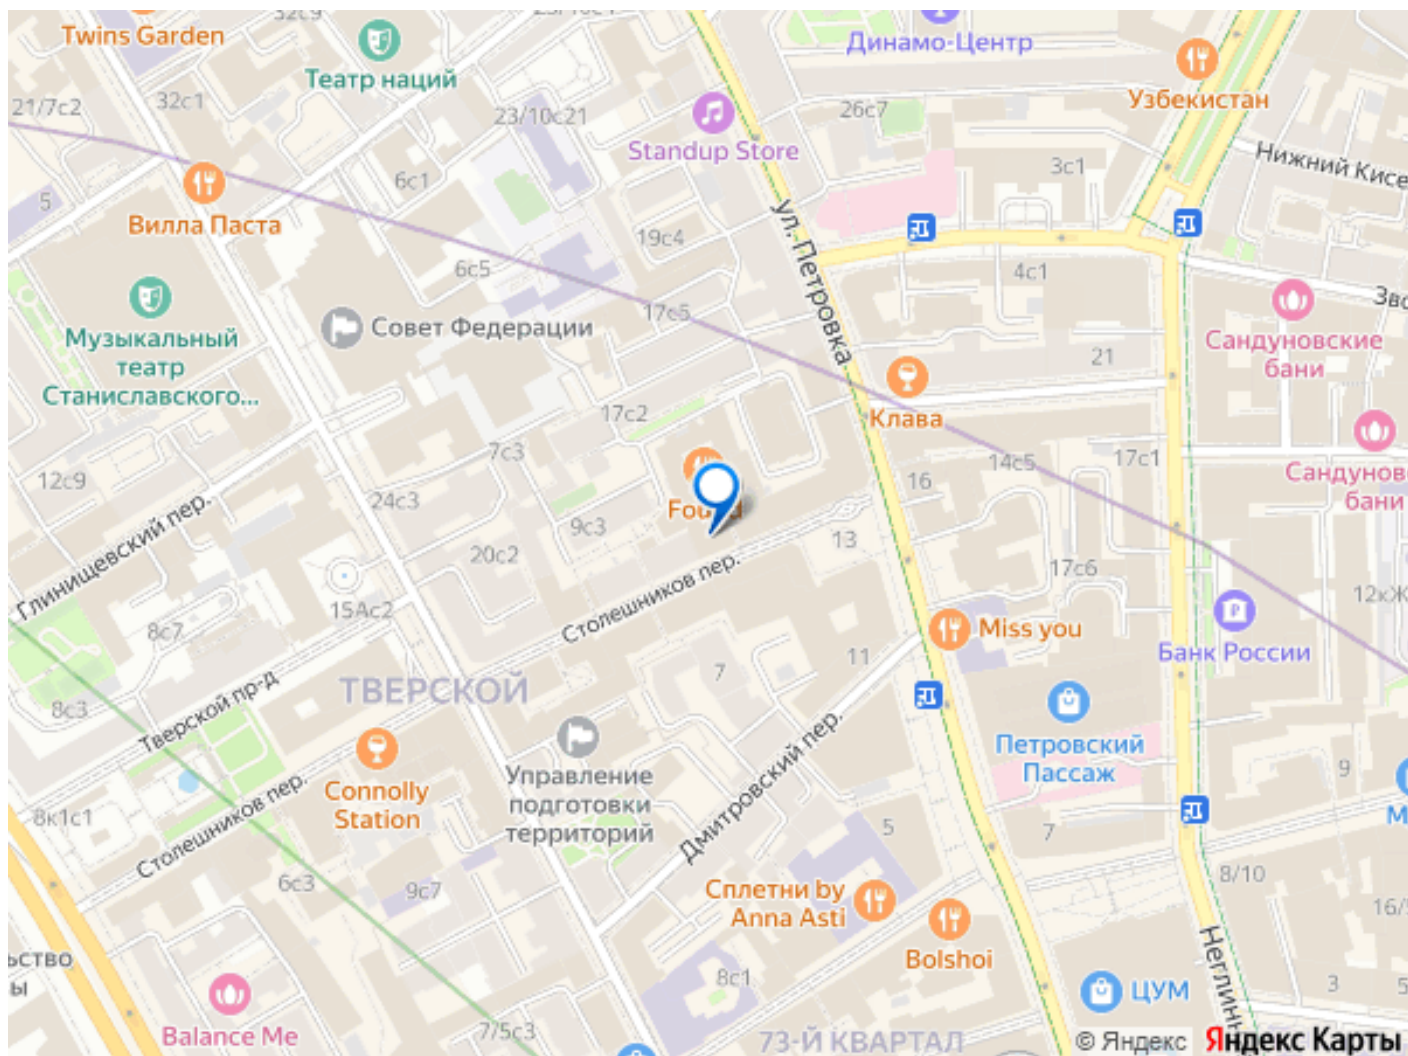 23/10с1
32с9
Twins Garden
Театр наций
Динамо-Центр
Узбекистан
21/7с2
32с1
23/10с21
26с7
Standup Store
Нижний Кисе
3с1
6с1
5
Вилла Паста
ул. Петровка
19с4
6с5
4с1
Зво
Совет Федерации
17с5
Музыкальный
театр
Станиславского...
Сандуновские
бани
21
Клава
17с2
7с3
14с5
17с1
16
12с9
24с3
Сандунов
бани
Found
9с3
13
20с2
Глинищевский пер.
Столешников пер.
17с6
15Ас2
12кЖ
8с7
Miss you
Банк России
11
7
ТВЕРСКОЙ
8с3
Тверской пр-д
Дмитровский пер.
Петровский
Пассаж
Управление
подготовки
территорий
Connolly
Station
9
М
8к1с1
Столешников пер.
5
7
6с3
9с7
8/10
Сплетни by
Anna Asti
16/5
Bolshoi
Неглинн
ьство
ы
8с1
ЦУМ
3
5
Balance Me
7/5с3
73-Й КВАРТАЛ
© Яндекс Яндекс Карты